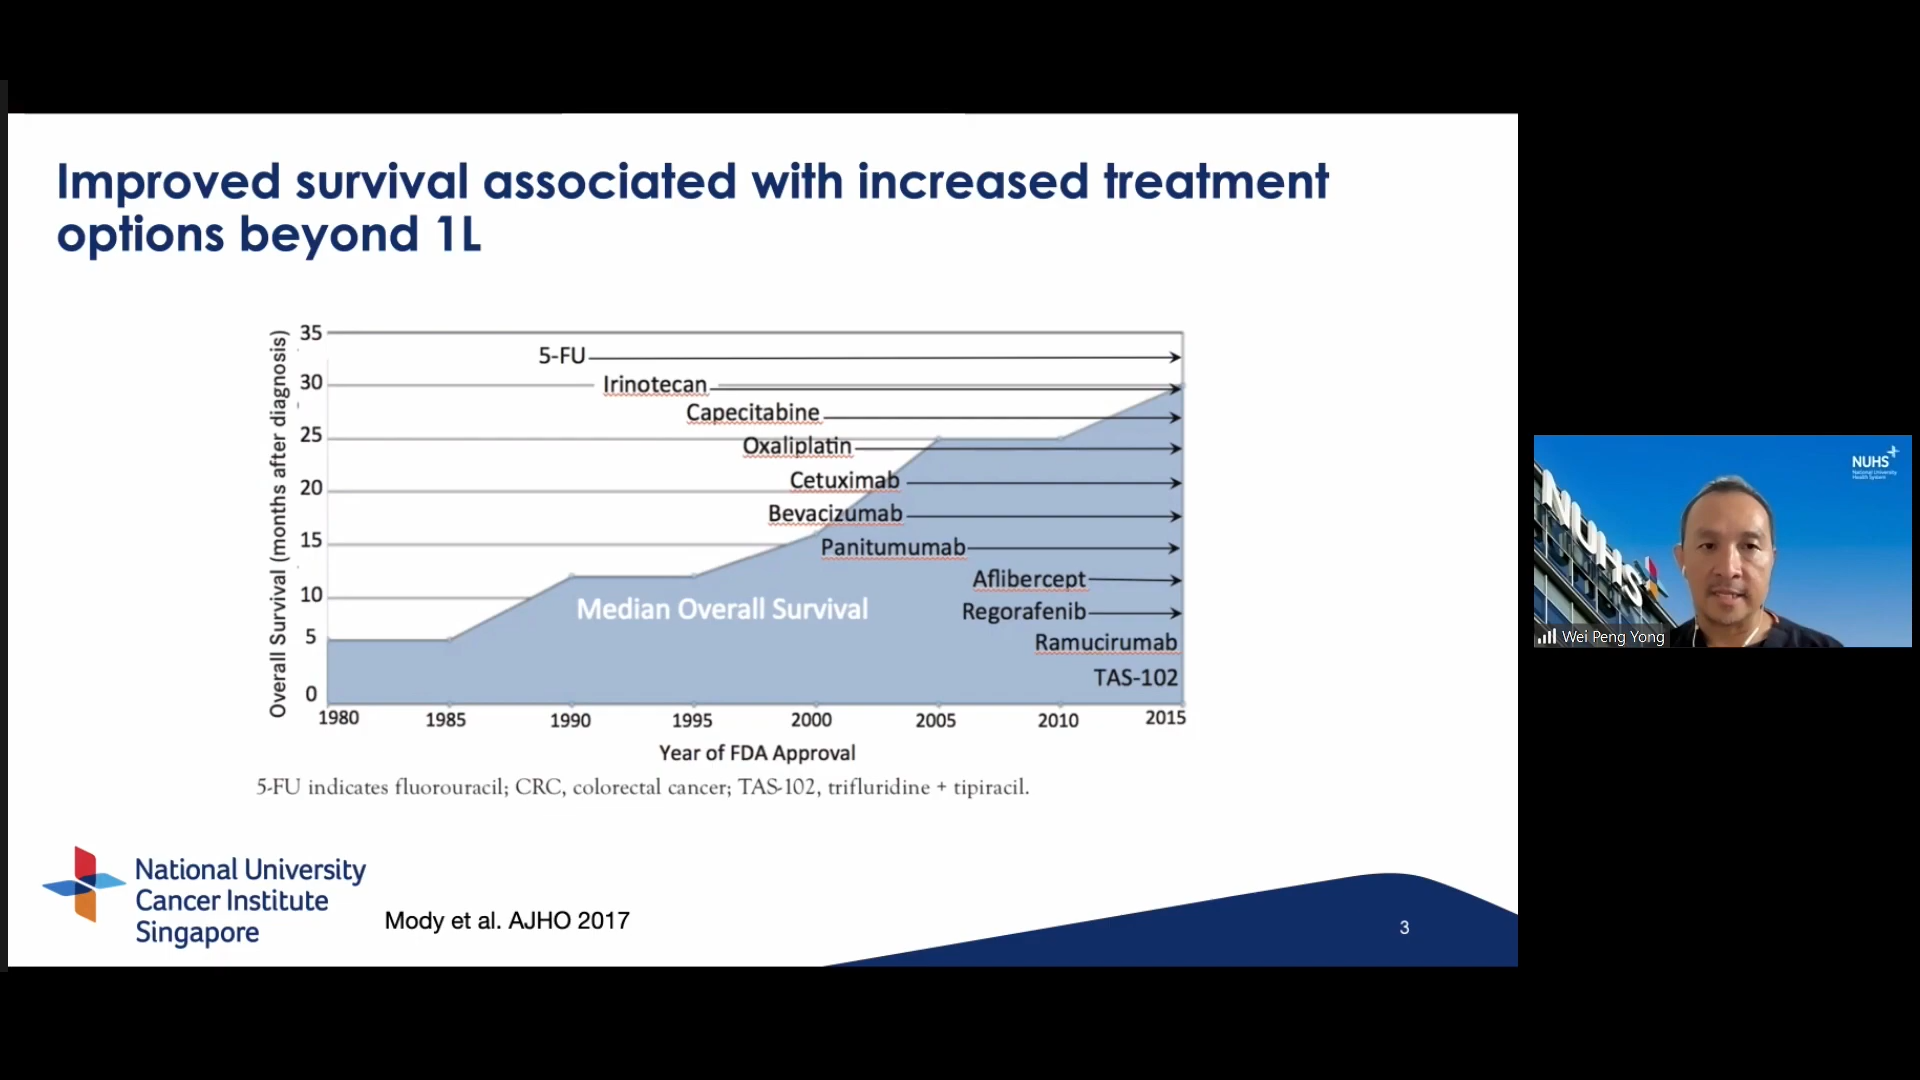 Improved survival associated with increased treatment
options beyond 1L
Overall Survival (months after diagnosis)
35
30
25
20
15
10
5
0
5-FU
Irinotecan
Capecitabine
Oxaliplatin
Cetuximab
Bevacizumab
Panitumumab
Aflibercept
Regorafenib
Ramucirumab
TAS-102
Median Overall Survival
1980 1985 1990 1995 2000 2005 2010 2015
Year of FDA Approval
5-FU indicates fluorouracil; CRC, colorectal cancer; TAS-102, trifluridine + tipiracil.
National University
Cancer Institute
Singapore
Mody et al. AJHO 2017
3
NUHS
National University
Health System
NUHS
Wei Peng Yong